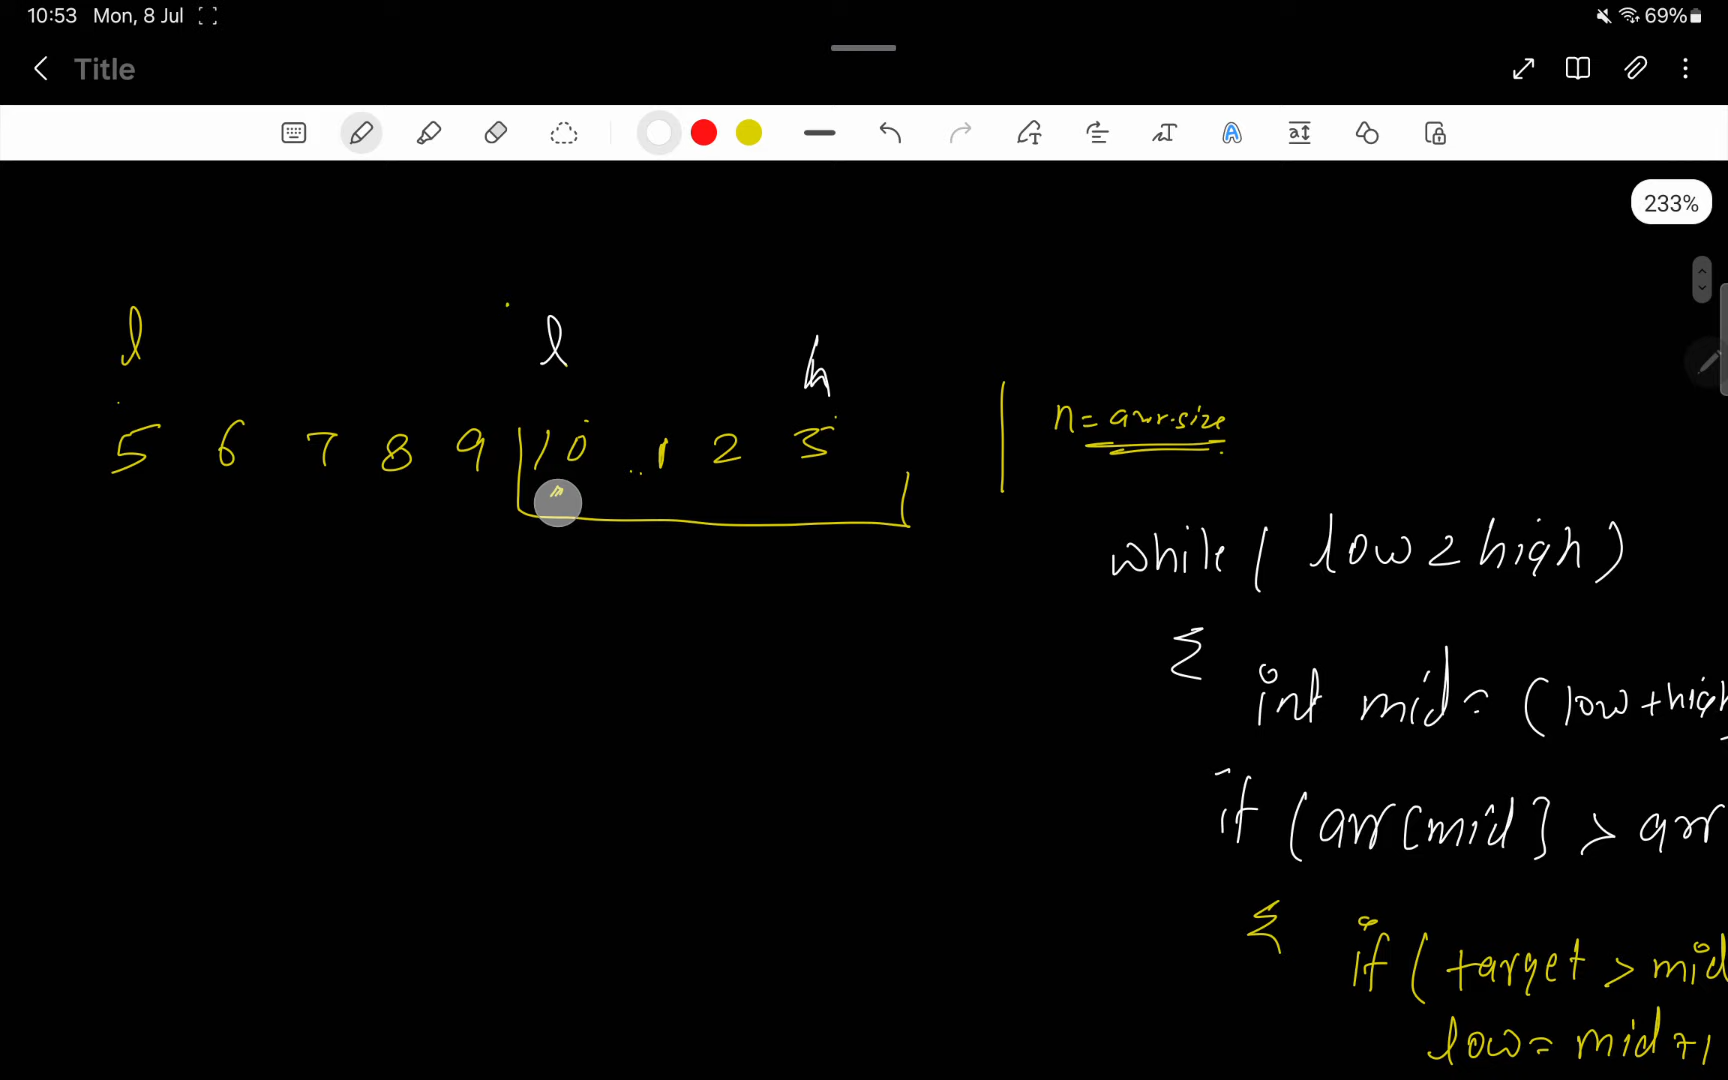 10:53 Mon, 8 Jul 69%
Title
233%
l l h
5 6 7 8 9 10 1 2 3
n = arr.size
while ( low < high )
{
int mid = (low + high
if (arr[mid] > arr
{
if ( target > mid
low = mid + 1